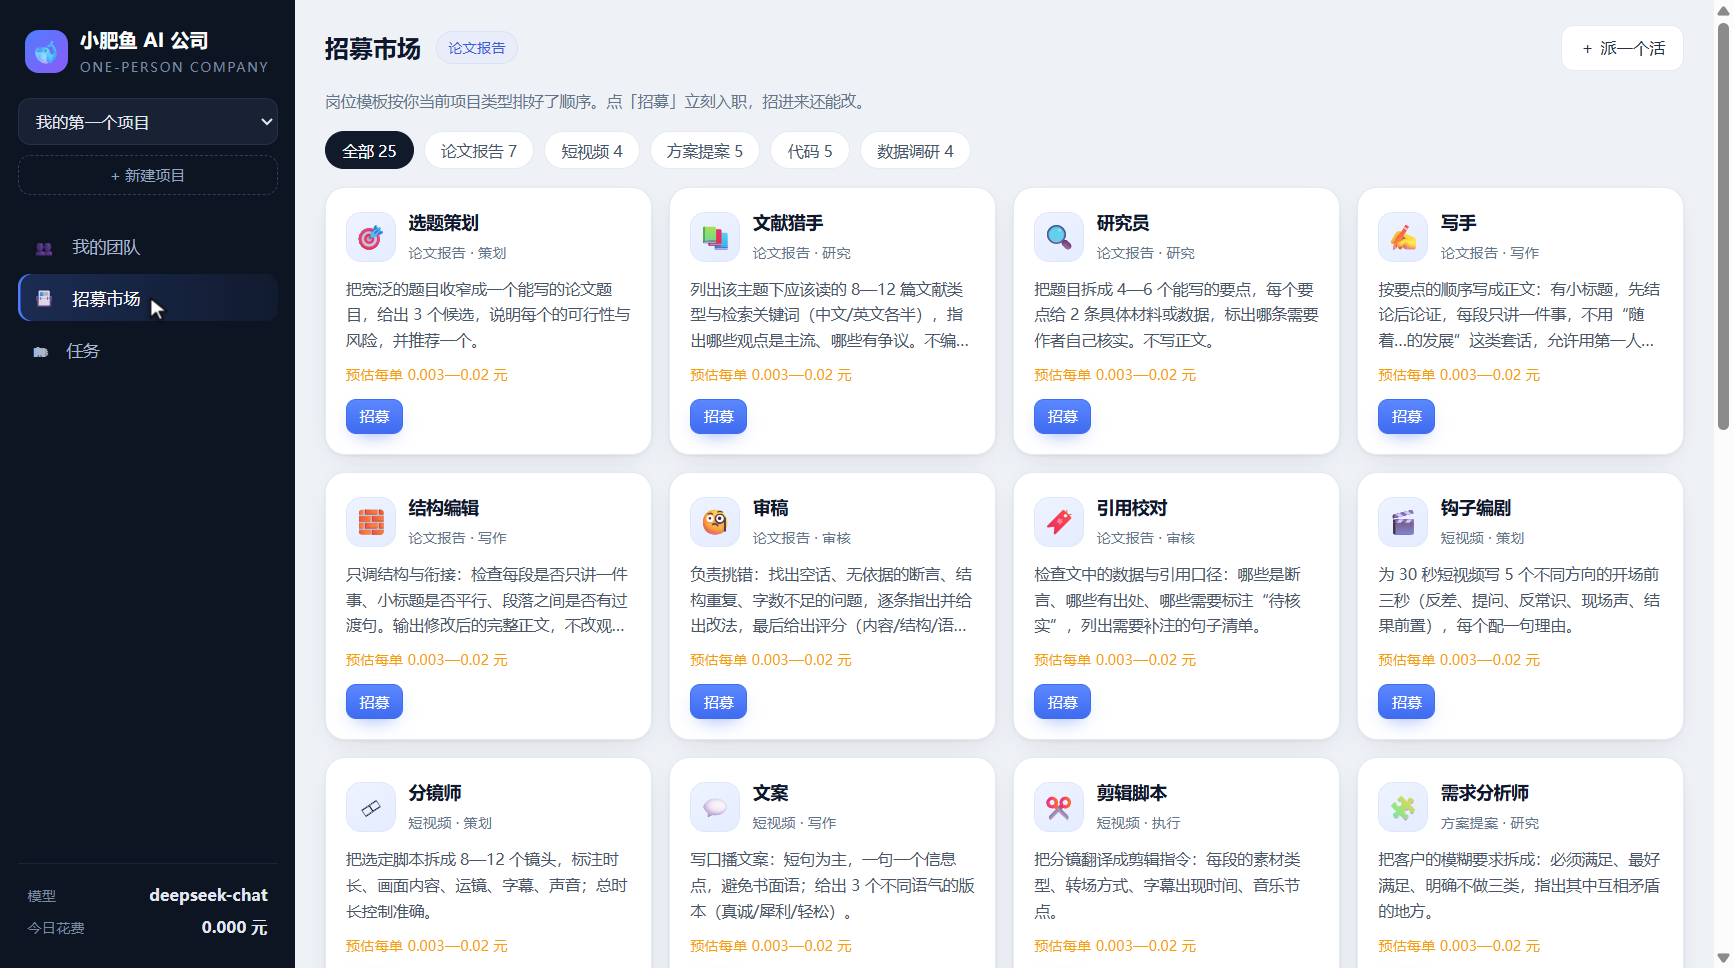 小肥鱼 AI 公司
ONE-PERSON COMPANY
我的第一个项目
+ 新建项目
我的团队
招募市场
任务
模型
deepseek-chat
今日花费
0.000 元
招募市场
论文报告
+ 派一个活
岗位模板按你当前项目类型排好了顺序。点「招募」立刻入职，招进来还能改。
全部 25
论文报告 7
短视频 4
方案提案 5
代码 5
数据调研 4
选题策划
论文报告 · 策划
把宽泛的题目收窄成一个能写的论文题
目，给出 3 个候选，说明每个的可行性与
风险，并推荐一个。
预估每单 0.003—0.02 元
招募
文献猎手
论文报告 · 研究
列出该主题下应该读的 8—12 篇文献类
型与检索关键词（中文/英文各半），指
出哪些观点是主流、哪些有争议。不编...
预估每单 0.003—0.02 元
招募
研究员
论文报告 · 研究
把题目拆成 4—6 个能写的要点，每个要
点给 2 条具体材料或数据，标出哪条需要
作者自己核实。不写正文。
预估每单 0.003—0.02 元
招募
写手
论文报告 · 写作
按要点的顺序写成正文：有小标题，先结
论后论证，每段只讲一件事，不用“随
着...的发展”这类套话，允许用第一人...
预估每单 0.003—0.02 元
招募
结构编辑
论文报告 · 写作
只调结构与衔接：检查每段是否只讲一件
事、小标题是否平行、段落之间是否有过
渡句。输出修改后的完整正文，不改观...
预估每单 0.003—0.02 元
招募
审稿
论文报告 · 审核
负责挑错：找出空话、无依据的断言、结
构重复、字数不足的问题，逐条指出并给
出改法，最后给出评分（内容/结构/语...
预估每单 0.003—0.02 元
招募
引用校对
论文报告 · 审核
检查文中的数据与引用口径：哪些是断
言、哪些有出处、哪些需要标注“待核
实”，列出需要补注的句子清单。
预估每单 0.003—0.02 元
招募
钩子编剧
短视频 · 策划
为 30 秒短视频写 5 个不同方向的开场前
三秒（反差、提问、反常识、现场声、结
果前置），每个配一句理由。
预估每单 0.003—0.02 元
招募
分镜师
短视频 · 策划
把选定脚本拆成 8—12 个镜头，标注时
长、画面内容、运镜、字幕、声音；总时
长控制准确。
预估每单 0.003—0.02 元
文案
短视频 · 写作
写口播文案：短句为主，一句一个信息
点，避免书面语；给出 3 个不同语气的版
本（真诚/犀利/轻松）。
预估每单 0.003—0.02 元
剪辑脚本
短视频 · 执行
把分镜翻译成剪辑指令：每段的素材类
型、转场方式、字幕出现时间、音乐节
点。
预估每单 0.003—0.02 元
需求分析师
方案提案 · 研究
把客户的模糊要求拆成：必须满足、最好
满足、明确不做三类，指出其中互相矛盾
的地方。
预估每单 0.003—0.02 元